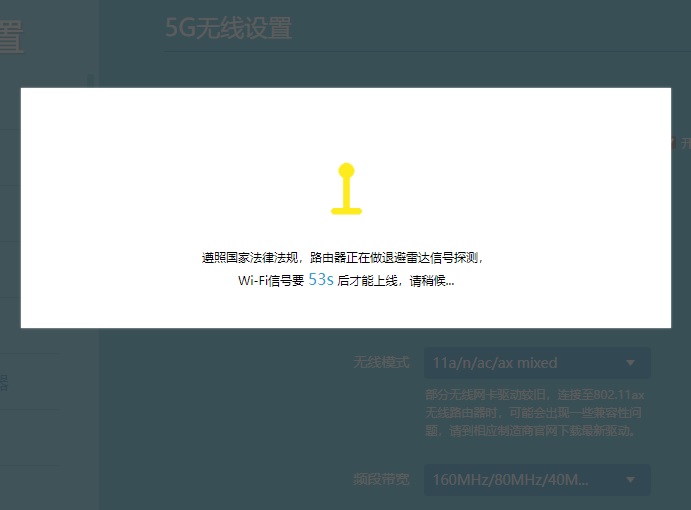 置
5G无线设置
开
遵照国家法律法规，路由器正在做退避雷达信号探测，
Wi-Fi信号要 53s 后才能上线，请稍候...
无线模式
11a/n/ac/ax mixed
器
部分无线网卡驱动较旧，连接至802.11ax
无线路由器时，可能会出现一些兼容性问
题，请到相应制造商官网下载最新驱动。
频段带宽
160MHz/80MHz/40M...